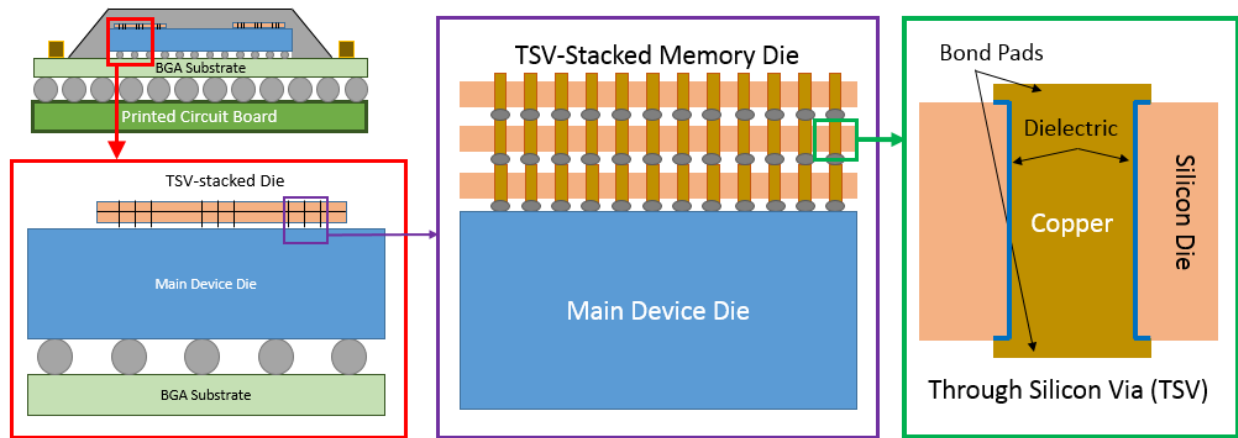 BGA Substrate
Printed Circuit Board
TSV-stacked Die
Main Device Die
BGA Substrate
TSV-Stacked Memory Die
Main Device Die
Bond Pads
Dielectric
Copper
Silicon Die
Through Silicon Via (TSV)